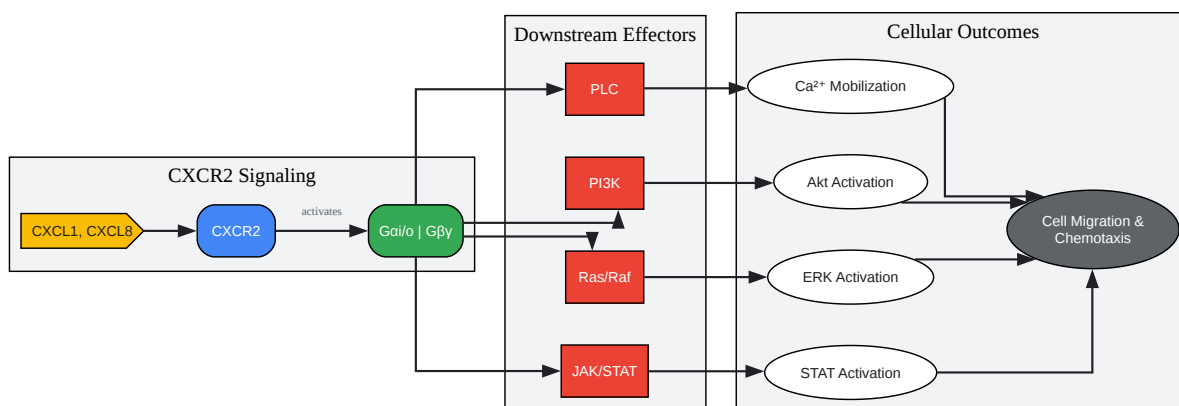 CXCR2 Signaling
CXCL1, CXCL8
CXCR2
activates
Gαi/o | Gβγ
Downstream Effectors
PLC
PI3K
Ras/Raf
JAK/STAT
Cellular Outcomes
Ca²⁺ Mobilization
Akt Activation
ERK Activation
STAT Activation
Cell Migration &
Chemotaxis